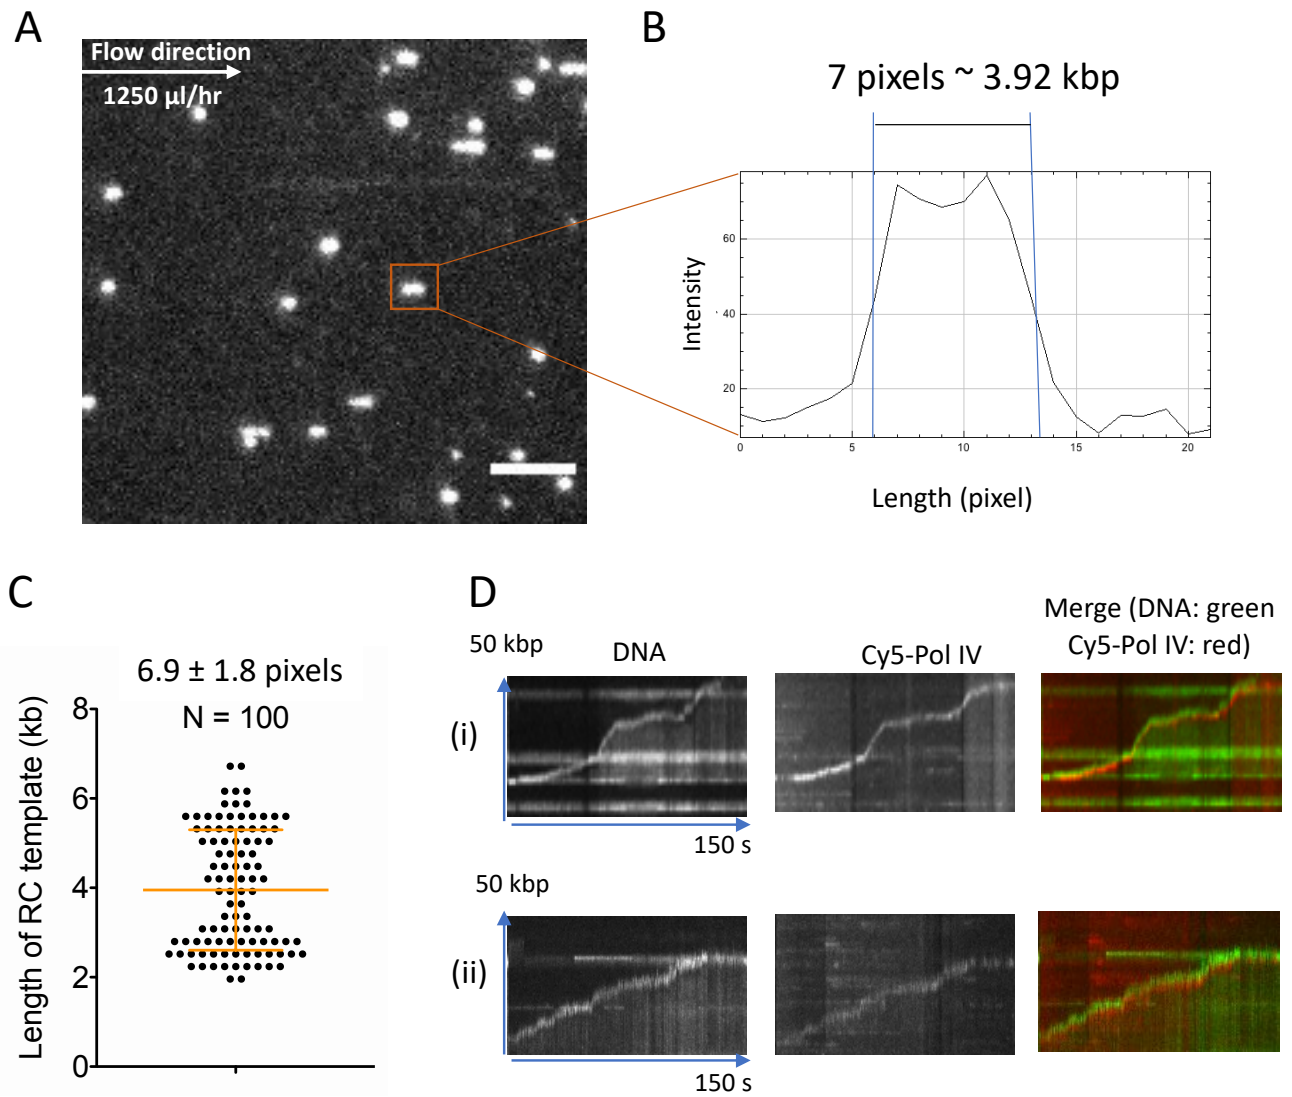 A
Flow direction
1250 µl/hr
B
7 pixels ~ 3.92 kbp
Intensity
60
40
20
0
5
10
15
20
Length (pixel)
C
6.9 ± 1.8 pixels
N = 100
Length of RC template (kb)
8
6
4
2
0
D
50 kbp
DNA
Cy5-Pol IV
Merge (DNA: green
Cy5-Pol IV: red)
(i)
150 s
50 kbp
(ii)
150 s